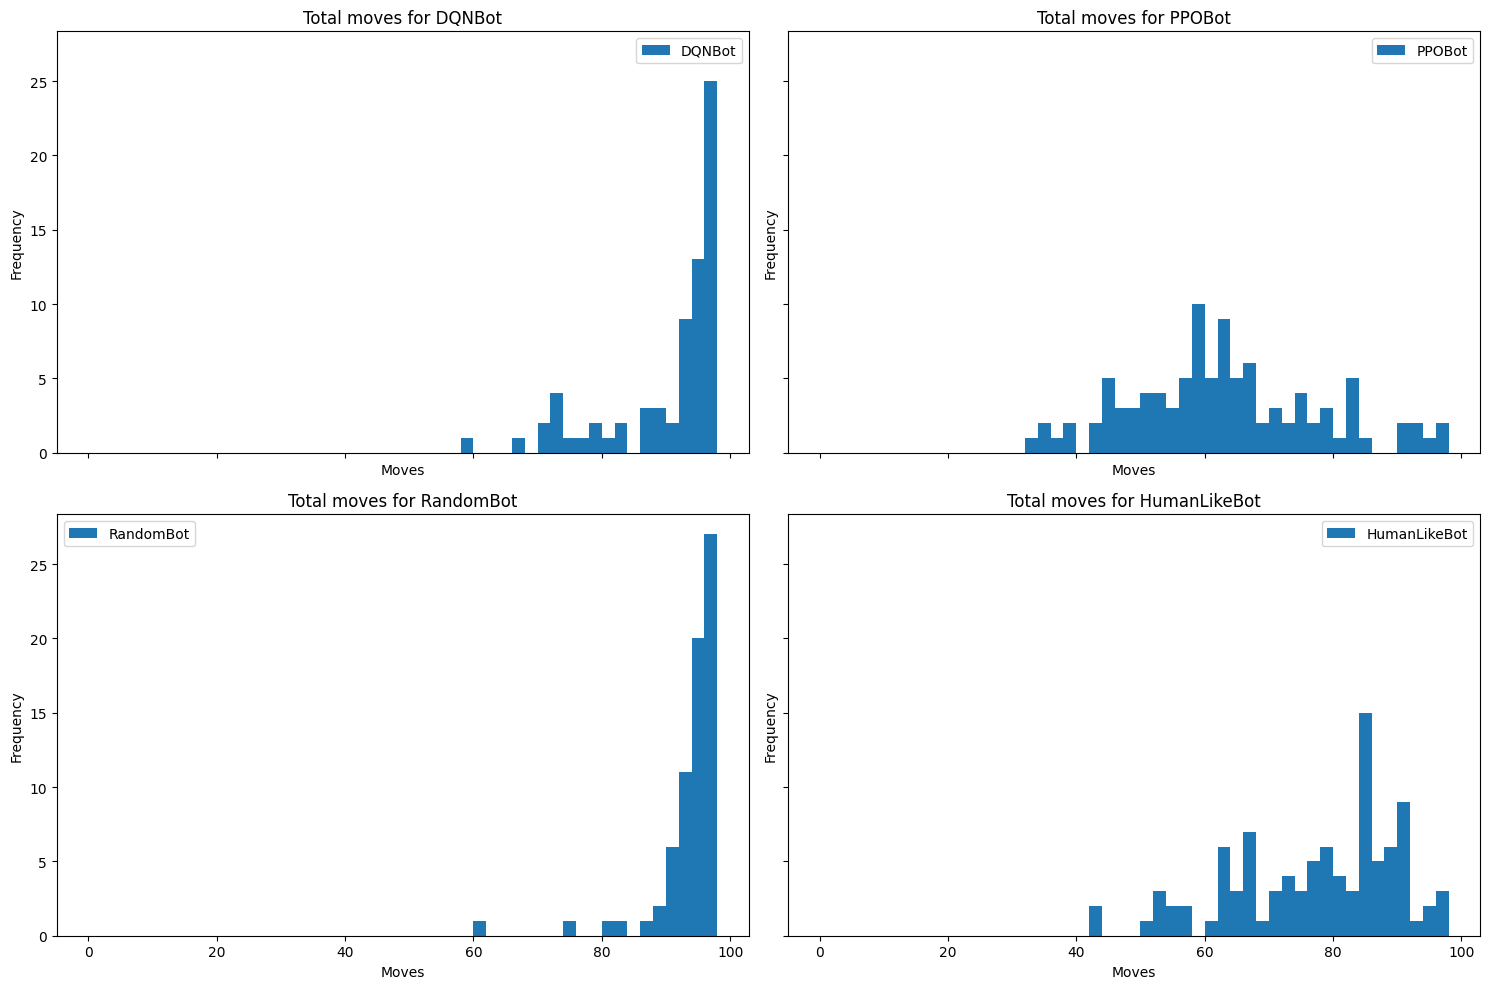 Total moves for DQNBot
DQNBot
25
20
15
10
5
0
Frequency
Moves
Total moves for PPOBot
PPOBot
Frequency
Moves
Total moves for RandomBot
RandomBot
25
20
15
10
5
0
Frequency
0 20 40 60 80 100
Moves
Total moves for HumanLikeBot
HumanLikeBot
Frequency
0 20 40 60 80 100
Moves